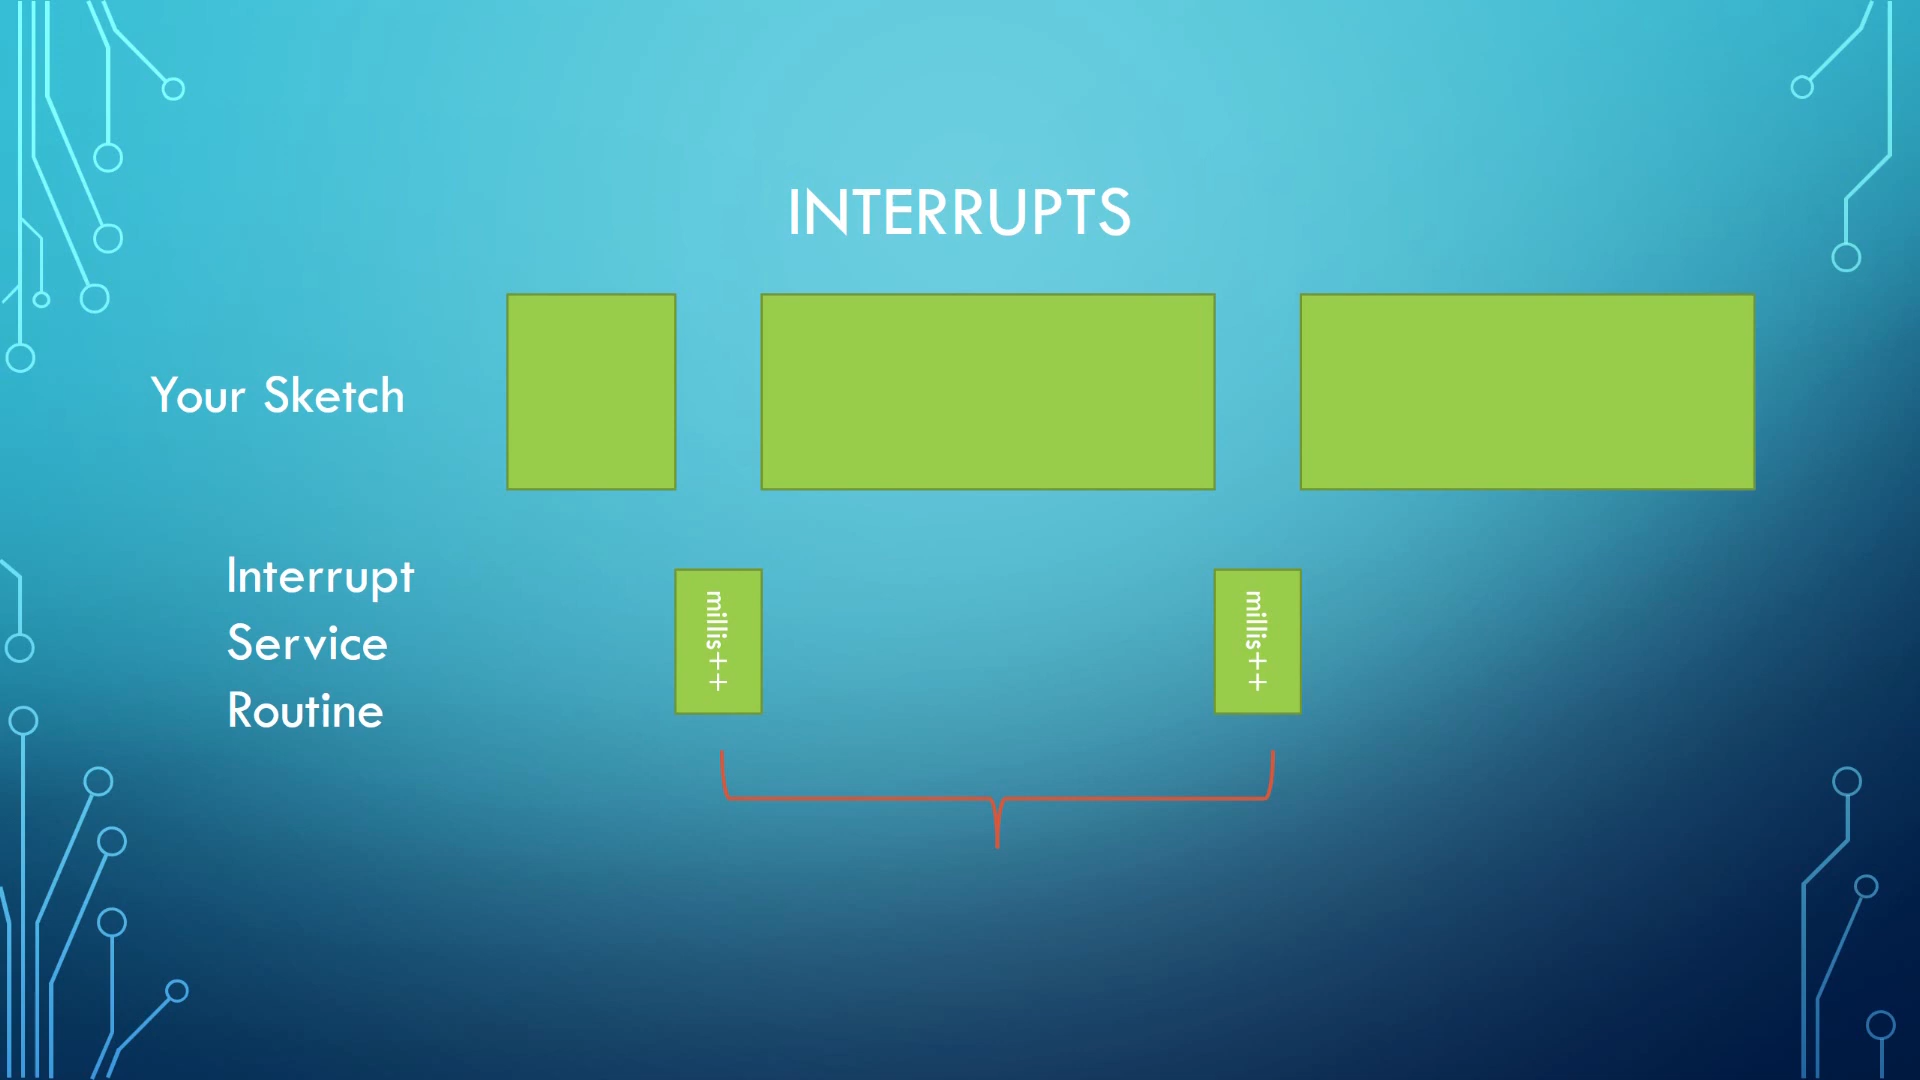 INTERRUPTS
Your Sketch
Interrupt
Service
Routine
millis++
millis++